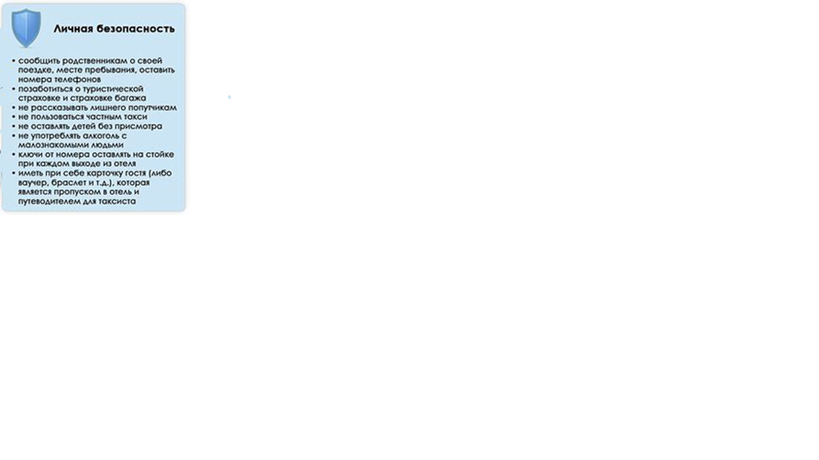 Личная безопасность
• сообщить родственникам о своей
поездке, месте пребывания, оставить
номера телефонов
• позаботиться о туристической
страховке и страховке багажа
• не рассказывать лишнего попутчикам
• не пользоваться частным такси
• не оставлять детей без присмотра
• не употреблять алкоголь с
малознакомыми людьми
• ключи от номера оставлять на стойке
при каждом выходе из отеля
• иметь при себе карточку гостя (либо
ваучер, браслет и т.д.), которая
является пропуском в отель и
путеводителем для таксиста